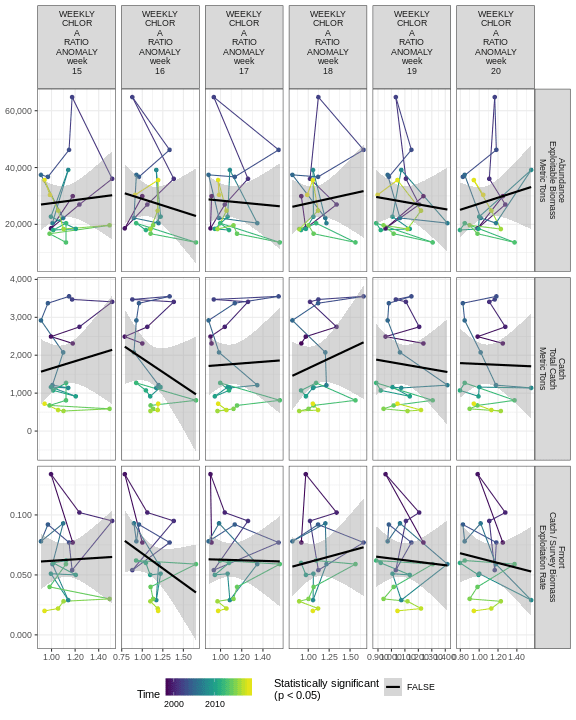 WEEKLY WEEKLY WEEKLY WEEKLY WEEKLY WEEKLY
CHLOR CHLOR CHLOR CHLOR CHLOR CHLOR
A A A A A A
RATIO RATIO RATIO RATIO RATIO RATIO
ANOMALY ANOMALY ANOMALY ANOMALY ANOMALY ANOMALY
week week week week week week
15 16 17 18 19 20
60,000
40,000
20,000
Abundance
Exploitable Biomass
Metric Tons
4,000
3,000
2,000
1,000
0
Catch
Total Catch
Metric Tons
0.100
0.050
0.000
Fmort
Catch / Survey Biomass
Exploitation Rate
1.00 1.20 1.40 0.75 1.00 1.25 1.50 1.00 1.20 1.40 1.00 1.25 1.50 0.80 1.00 1.20 1.40
Time
2000 2010
Statistically significant
(p < 0.05)
FALSE